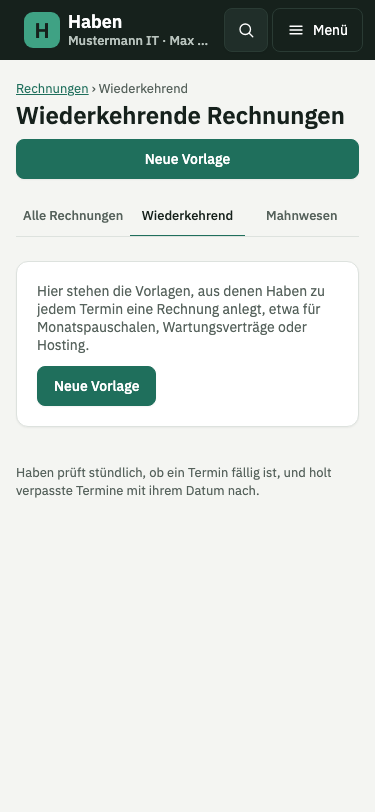 H
Haben
Mustermann IT · Max ...
Menü
Rechnungen › Wiederkehrend
Wiederkehrende Rechnungen
Neue Vorlage
Alle Rechnungen
Wiederkehrend
Mahnwesen
Hier stehen die Vorlagen, aus denen Haben zu
jedem Termin eine Rechnung anlegt, etwa für
Monatspauschalen, Wartungsverträge oder
Hosting.
Neue Vorlage
Haben prüft stündlich, ob ein Termin fällig ist, und holt
verpasste Termine mit ihrem Datum nach.